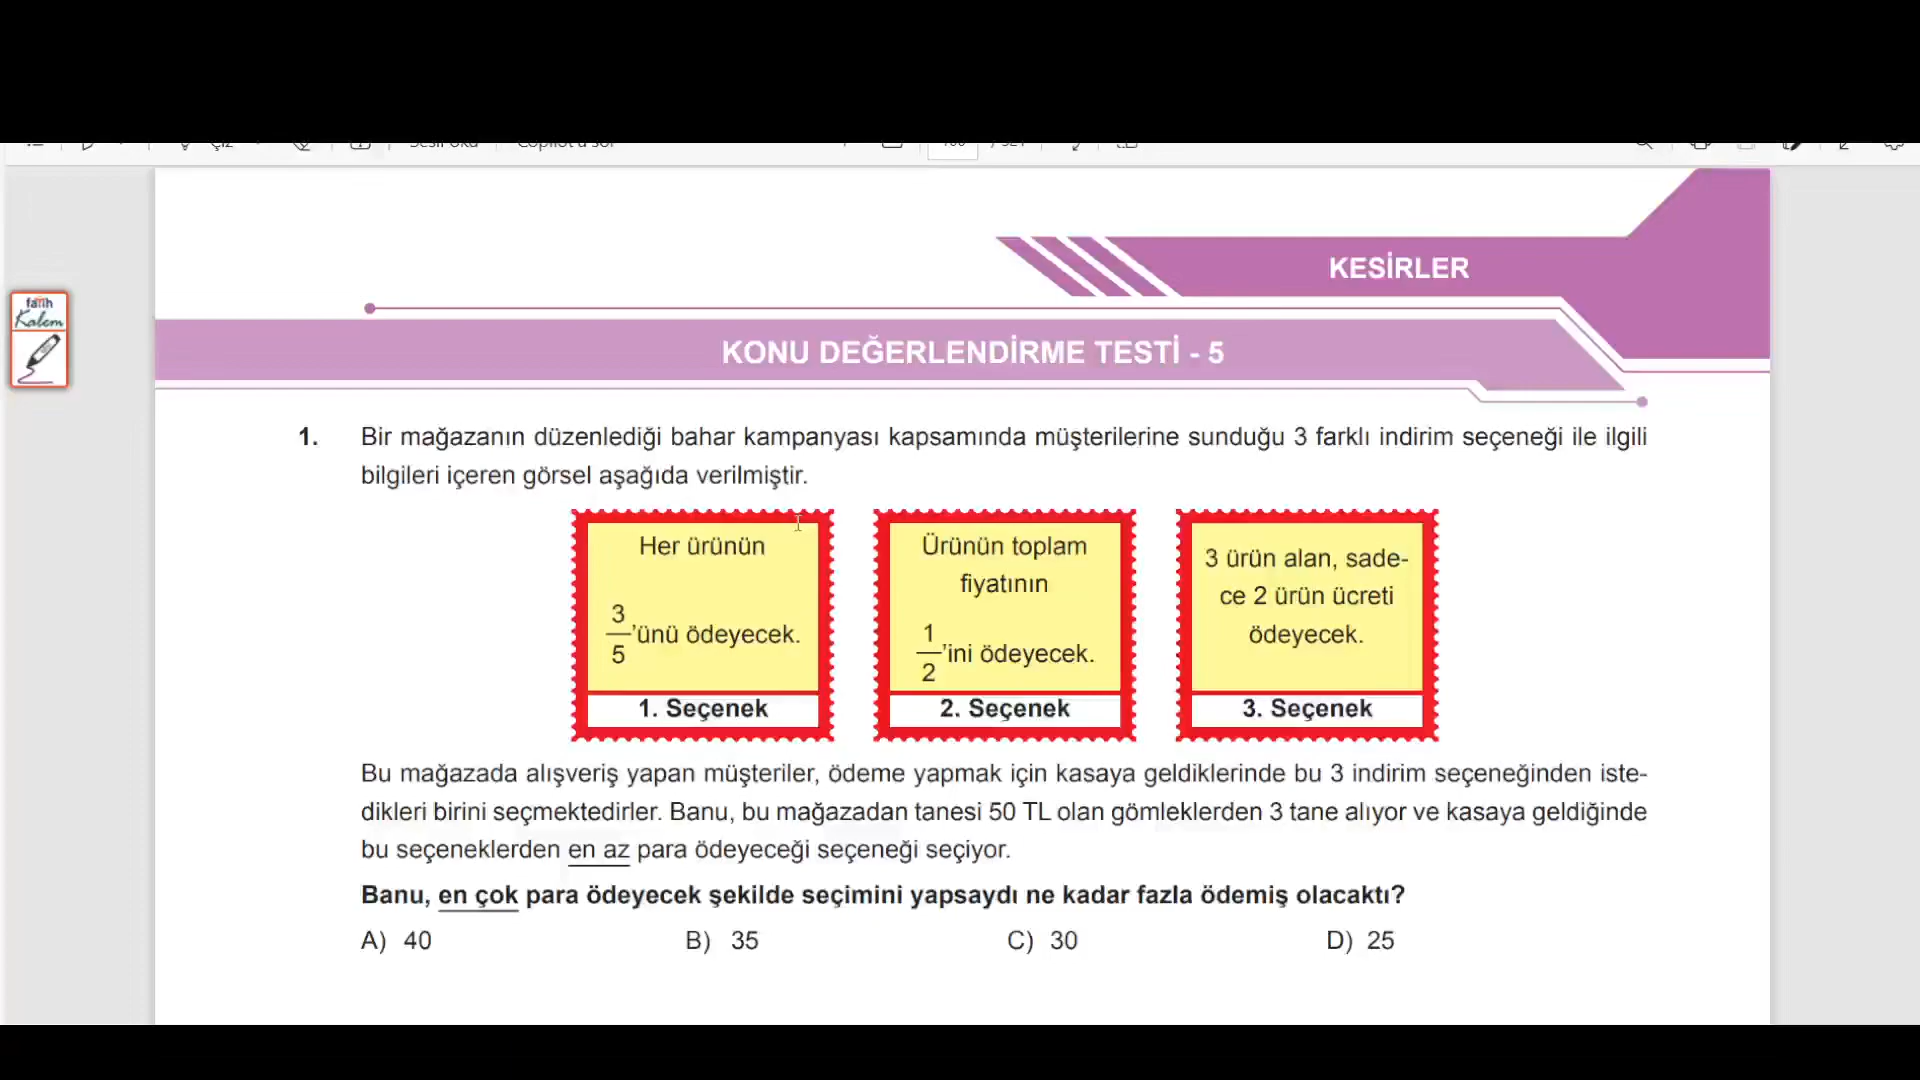 fatih
Kalem
KESİRLER
KONU DEĞERLENDİRME TESTİ - 5
1. Bir mağazanın düzenlediği bahar kampanyası kapsamında müşterilerine sunduğu 3 farklı indirim seçeneği ile ilgili
bilgileri içeren görsel aşağıda verilmiştir.
Her ürünün
3/5'ünü ödeyecek.
1. Seçenek
Ürünün toplam
fiyatının
1/2'ini ödeyecek.
2. Seçenek
3 ürün alan, sade-
ce 2 ürün ücreti
ödeyecek.
3. Seçenek
Bu mağazada alışveriş yapan müşteriler, ödeme yapmak için kasaya geldiklerinde bu 3 indirim seçeneğinden iste-
dikleri birini seçmektedirler. Banu, bu mağazadan tanesi 50 TL olan gömleklerden 3 tane alıyor ve kasaya geldiğinde
bu seçeneklerden en az para ödeyeceği seçeneği seçiyor.
Banu, en çok para ödeyecek şekilde seçimini yapsaydı ne kadar fazla ödemiş olacaktı?
A) 40 B) 35 C) 30 D) 25